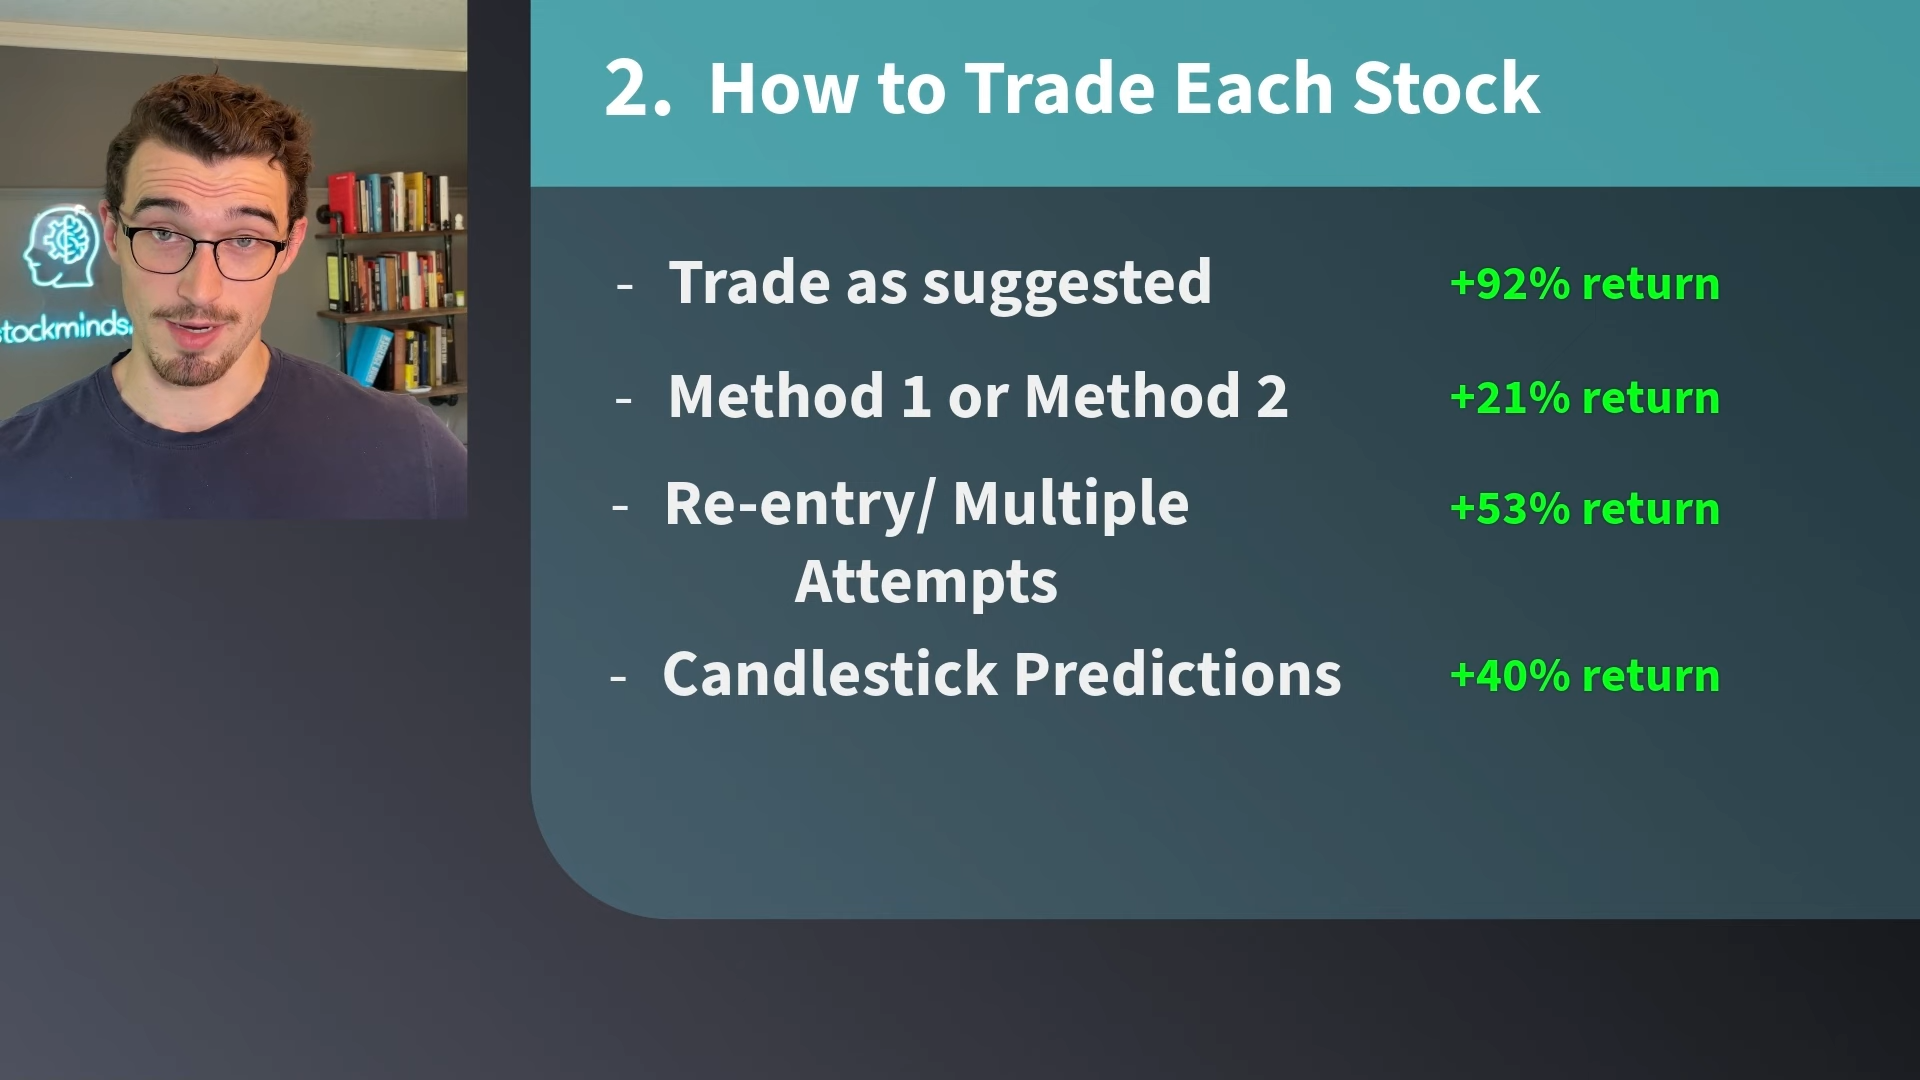 2. How to Trade Each Stock
- Trade as suggested +92% return
- Method 1 or Method 2 +21% return
- Re-entry/ Multiple +53% return
Attempts
- Candlestick Predictions +40% return
stockminds.